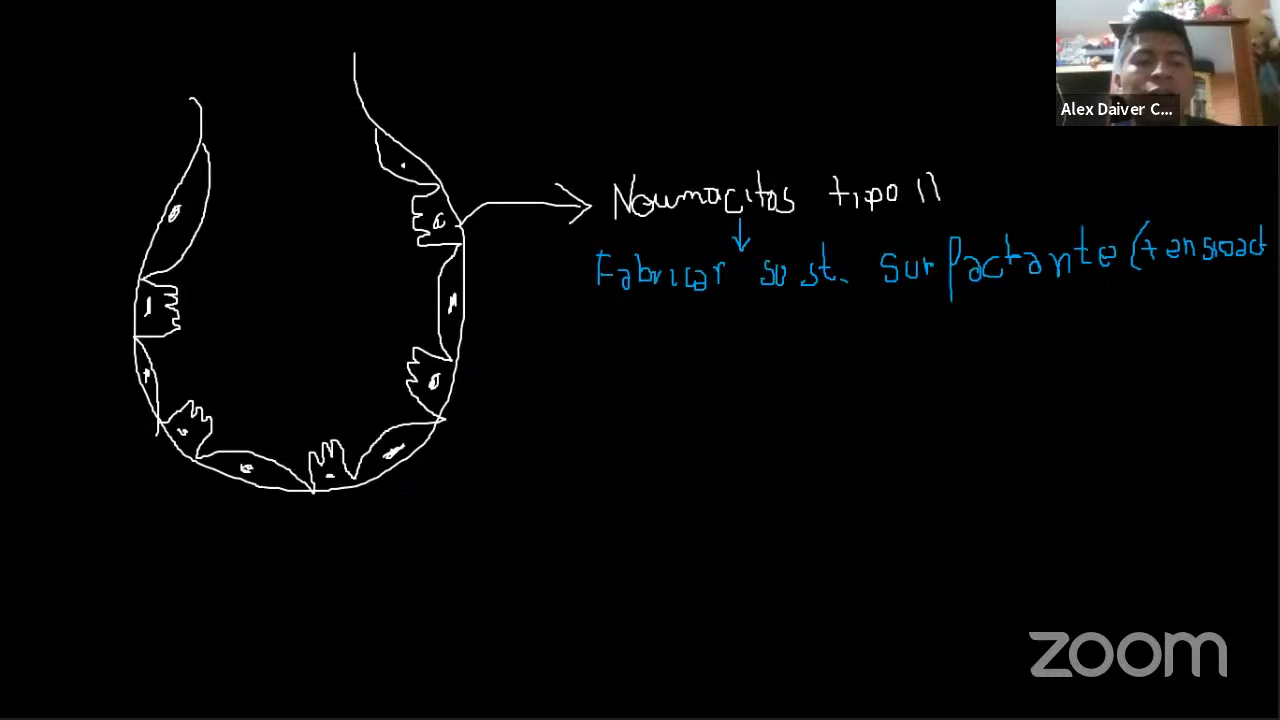 Alex Daiver C...
Neumocitos tipo II
Fabricar sust. surfactante (tensioact
zoom